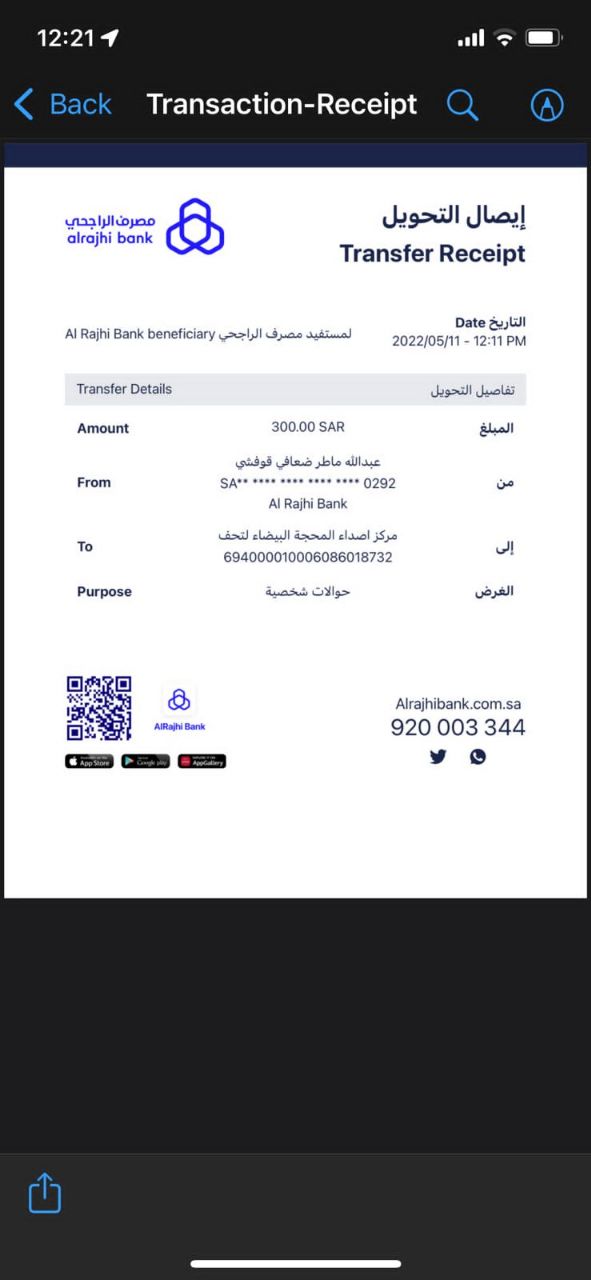 12:21
Back
Transaction-Receipt
مصرف الراجحي
alrajhi bank
إيصال التحويل
Transfer Receipt
التاريخ Date
2022/05/11 - 12:11 PM
Al Rajhi Bank beneficiary لمستفيد مصرف الراجحي
Transfer Details
تفاصيل التحويل
Amount
300.00 SAR
المبلغ
عبدالله ماطر ضعافي قوفشي
From
SA** **** **** **** **** 0292
من
Al Rajhi Bank
مركز اصداء المحجة البيضاء لتحف
To
إلى
694000010006086018732
Purpose
حوالات شخصية
الغرض
AlRajhi Bank
Alrajhibank.com.sa
920 003 344
App Store
Google play
AppGallery